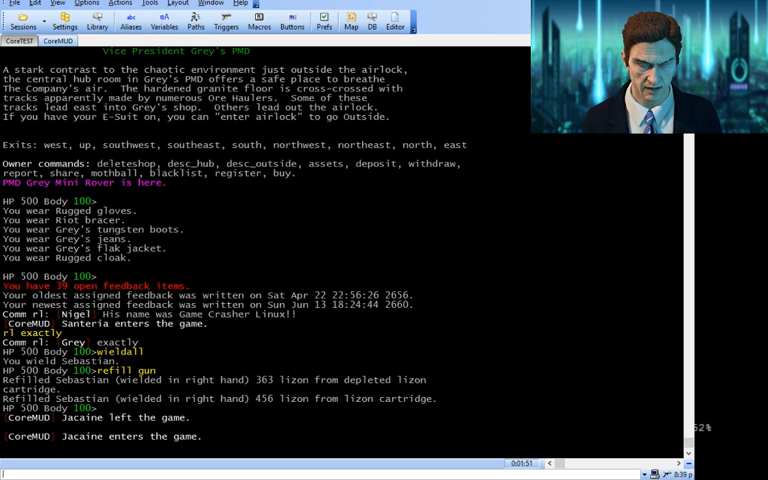 File Edit View Options Actions Layout Window Help
Sessions Settings Library Aliases Variables Paths Triggers Macros Buttons Prefs Map DB Editor
CoreTEST CoreMUD
Vice President Grey's PMD
A stark contrast to the chaotic environment just outside the airlock,
the central hub room in Grey's PMD offers a safe place to breathe
The Company's air. The hardened granite floor is cross-crossed with
tracks apparently made by numerous Ore Haulers. Some of these
tracks lead east into Grey's shop. Others lead out the airlock.
If you have your E-Suit on, you can "enter airlock" to go Outside.
Exits: west, up, southwest, southeast, south, northwest, northeast, north, east
Owner commands: deleteshop, desc_hub, desc_outside, assets, deposit, withdraw,
report, share, mothball, blacklist, register, buy.
PMD Grey Mini Rover is here.
HP 500 Body 100>
You wear Rugged gloves.
You wear Riot bracer.
You wear Grey's tungsten boots.
You wear Grey's jeans.
You wear Grey's flak jacket.
You wear Rugged cloak.
HP 500 Body 100>
You have 39 open feedback items.
Your oldest assigned feedback was written on Sat Apr 22 22:56:26 2656.
Your newest assigned feedback was written on Sun Jun 13 18:24:44 2660.
Comm rl: [Nigel] His name was Game Crasher Linux!!
[CoreMUD] Santeria enters the game.
rl exactly
Comm rl: [Grey] exactly
HP 500 Body 100>wieldall
You wield Sebastian.
HP 500 Body 100>refill gun
Refilled Sebastian (wielded in right hand) 363 lizon from depleted lizon
cartridge.
Refilled Sebastian (wielded in right hand) 456 lizon from lizon cartridge.
HP 500 Body 100>
[CoreMUD] Jacaine left the game.
[CoreMUD] Jacaine enters the game.
52%
0:01:51
8:39 p